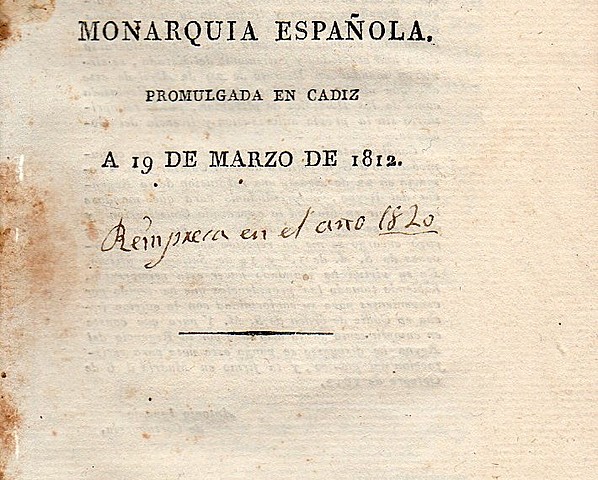 MONARQUIA ESPAÑOLA.
PROMULGADA EN CADIZ
A 19 DE MARZO DE 1812.
Reimpresa en el año 1820